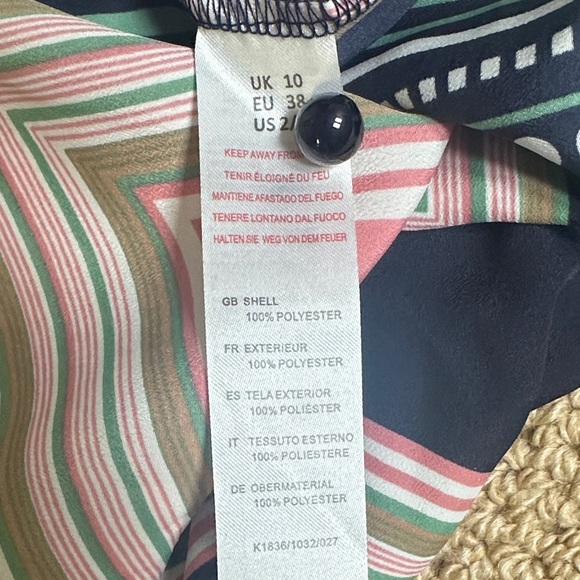 UK 10
EU 38
US 2/
KEEP AWAY
TENIR ÉLOIGNÉ DU FEU
MANTIENE AFASTADO DEL FUEGO
TENERE LONTANO DAL FUOCO
HALTEN SIE WEG VON DEM FEUER
GB SHELL
100% POLYESTER
FR EXTERIEUR
100% POLYESTER
ES TELA EXTERIOR
100% POLIÉSTER
IT TESSUTO ESTERNO
100% POLIESTERE
DE OBERMATERIAL
100% POLYESTER
K1836/1032/027